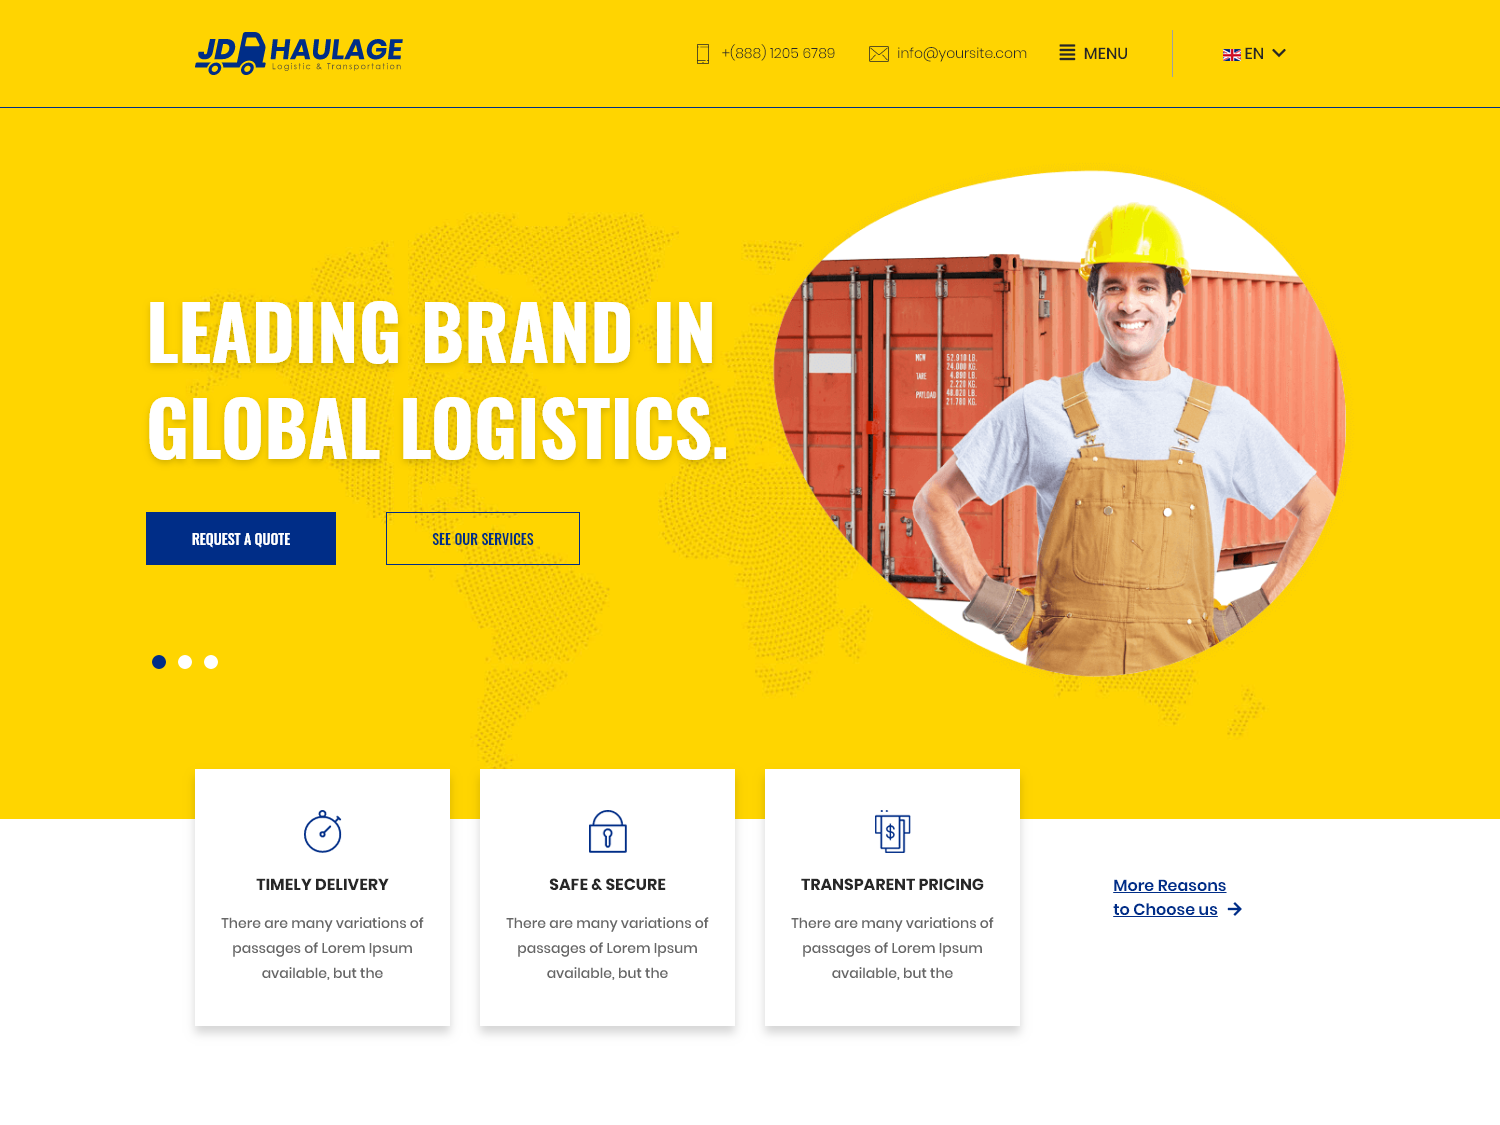 JD HAULAGE
Logistic & Transportation
+(888) 1205 6789
info@yoursite.com
MENU
EN
LEADING BRAND IN
GLOBAL LOGISTICS.
REQUEST A QUOTE
SEE OUR SERVICES
MGW 52.910 LB.
24.000 KG.
TARE 4.890 LB.
2.220 KG.
PAYLOAD 48.020 LB.
21.780 KG.
TIMELY DELIVERY
There are many variations of
passages of Lorem Ipsum
available, but the
SAFE & SECURE
There are many variations of
passages of Lorem Ipsum
available, but the
TRANSPARENT PRICING
There are many variations of
passages of Lorem Ipsum
available, but the
More Reasons
to Choose us